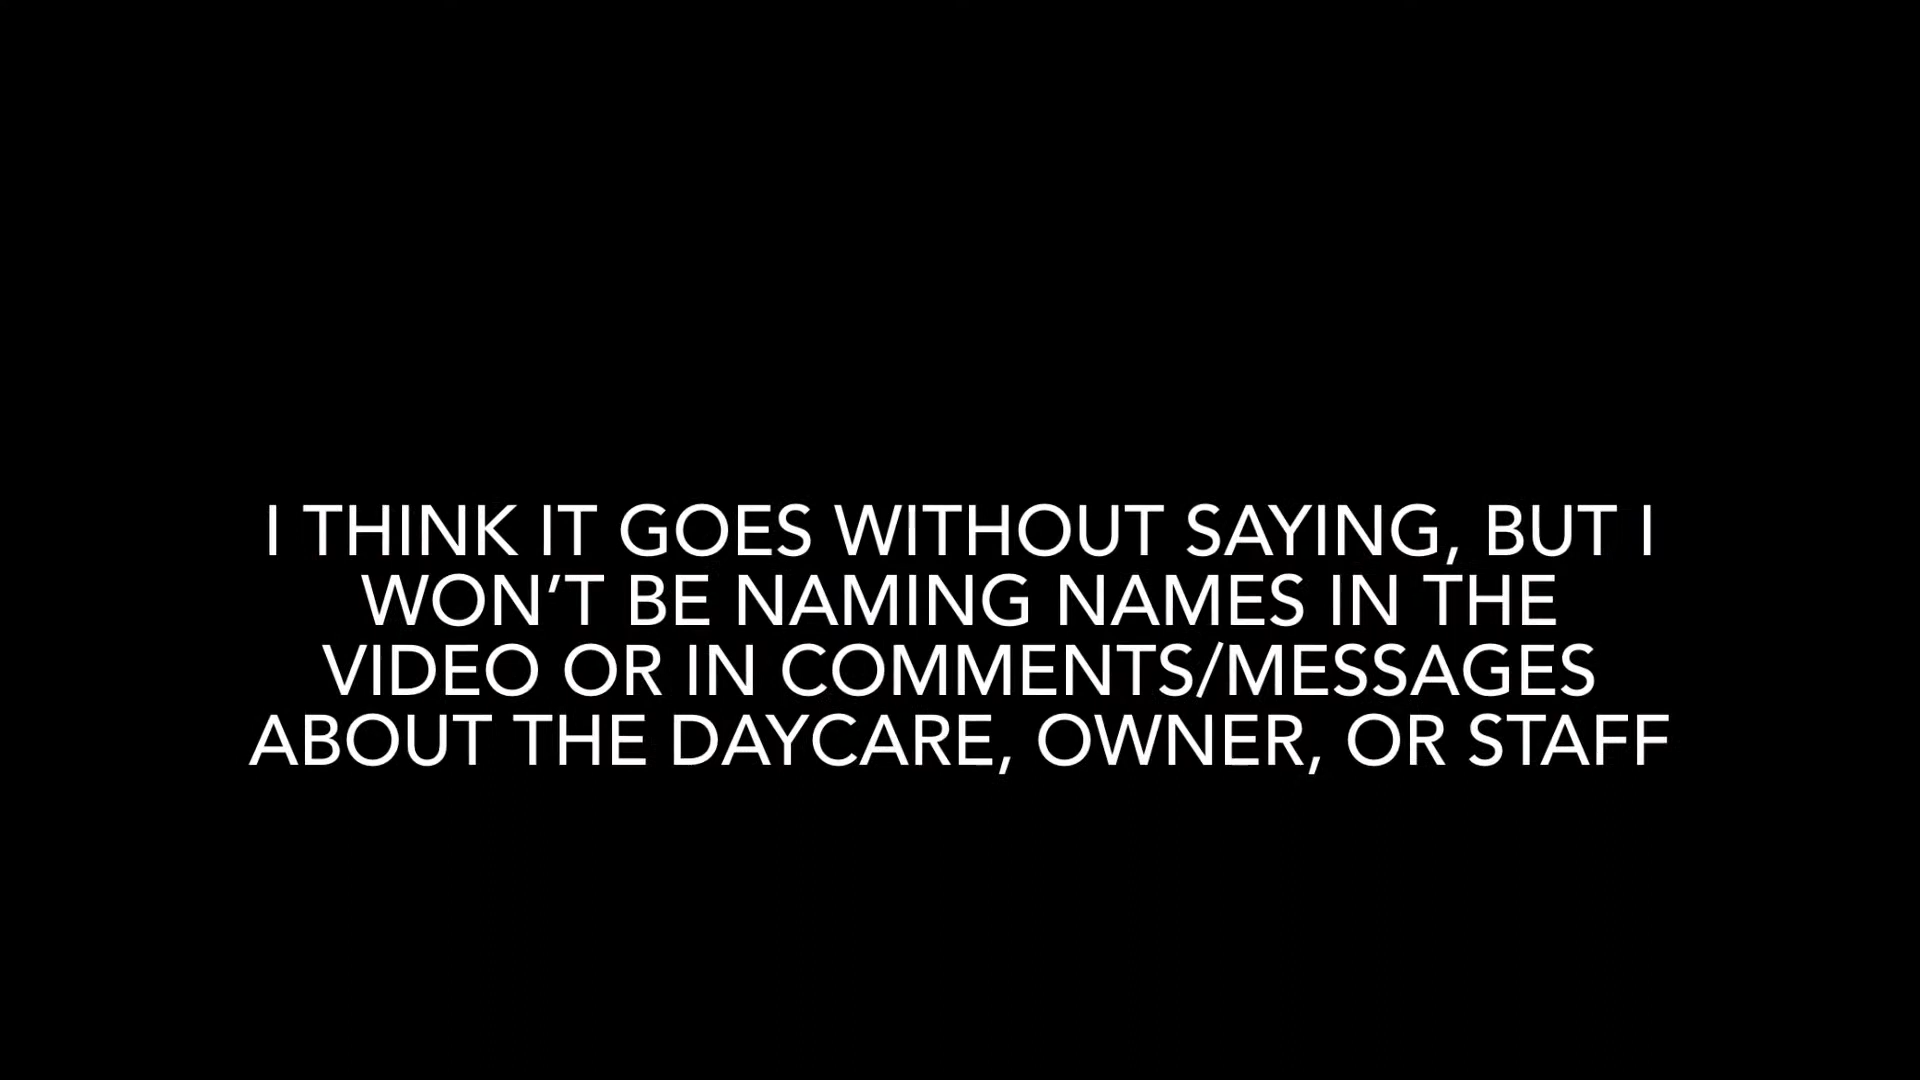 I THINK IT GOES WITHOUT SAYING, BUT I
WON’T BE NAMING NAMES IN THE
VIDEO OR IN COMMENTS/MESSAGES
ABOUT THE DAYCARE, OWNER, OR STAFF